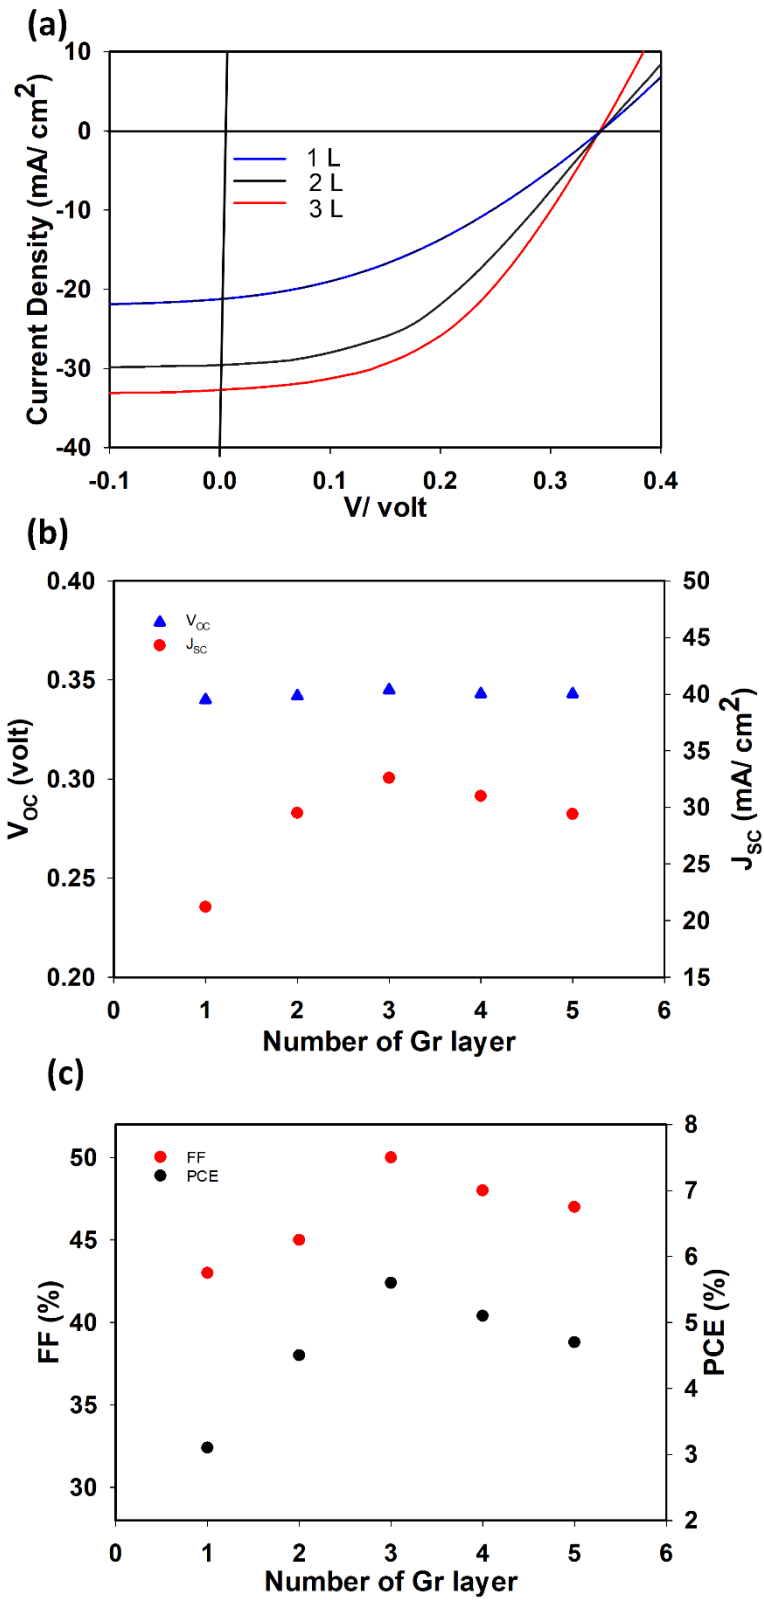 (a)
Current Density (mA/ cm²)
10
0
-10
-20
-30
-40
1 L
2 L
3 L
-0.1 0.0 0.1 0.2 0.3 0.4
V/ volt
(b)
V_OC (volt)
0.40
0.35
0.30
0.25
0.20
V_OC
J_SC
50
45
40
35
30
25
20
15
J_SC (mA/ cm²)
0 1 2 3 4 5 6
Number of Gr layer
(c)
FF (%)
50
45
40
35
30
FF
PCE
8
7
6
5
4
3
2
PCE (%)
0 1 2 3 4 5 6
Number of Gr layer